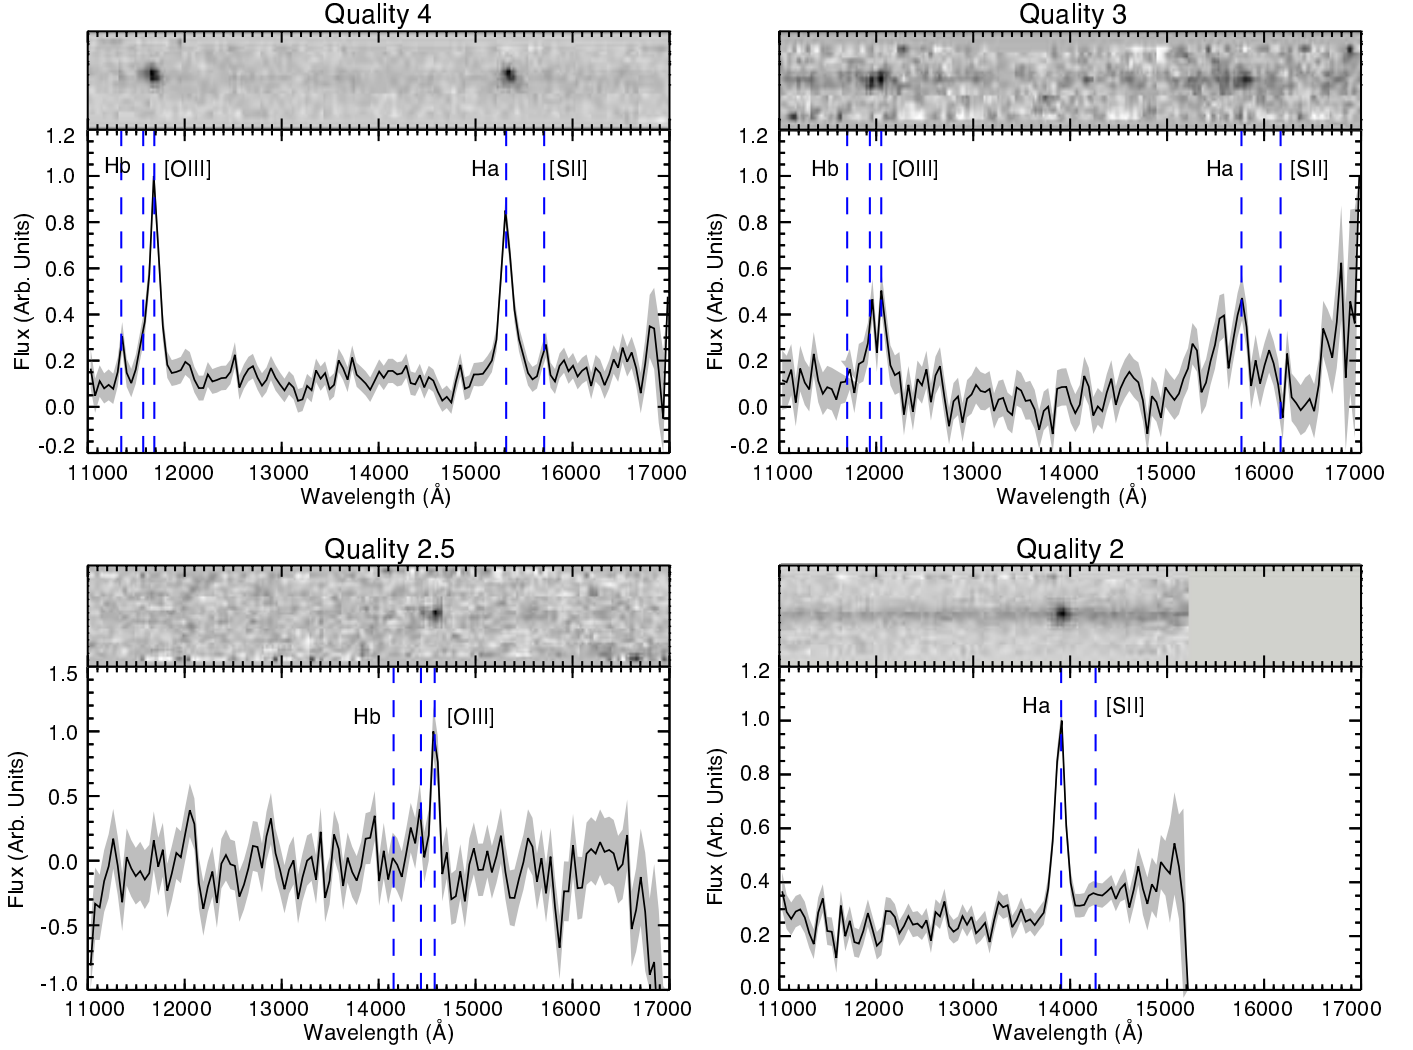 Quality 4
1.2
1.0
0.8
0.6
0.4
0.2
0.0
-0.2
Hb
[OIII]
Ha
[SII]
Flux (Arb. Units)
11000 12000 13000 14000 15000 16000 17000
Wavelength (Å)
Quality 3
1.2
1.0
0.8
0.6
0.4
0.2
0.0
-0.2
Hb
[OIII]
Ha
[SII]
Flux (Arb. Units)
11000 12000 13000 14000 15000 16000 17000
Wavelength (Å)
Quality 2.5
1.5
1.0
0.5
0.0
-0.5
-1.0
Hb
[OIII]
Flux (Arb. Units)
11000 12000 13000 14000 15000 16000 17000
Wavelength (Å)
Quality 2
1.2
1.0
0.8
0.6
0.4
0.2
0.0
Ha
[SII]
Flux (Arb. Units)
11000 12000 13000 14000 15000 16000 17000
Wavelength (Å)